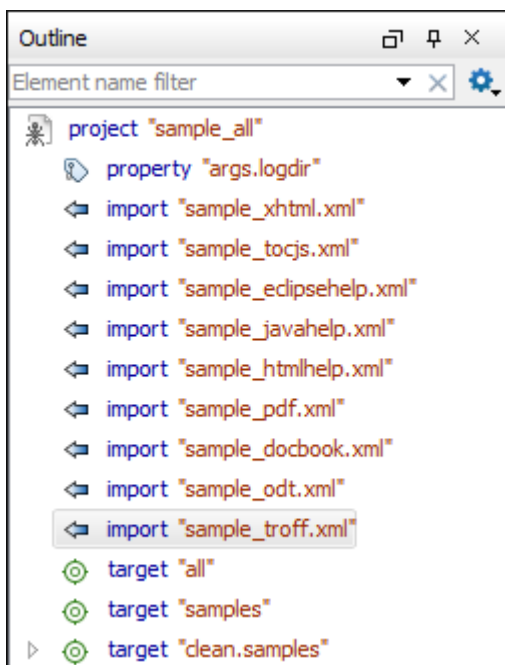 Outline
Element name filter
project "sample_all"
property "args.logdir"
import "sample_xhtml.xml"
import "sample_tocjs.xml"
import "sample_eclipsehelp.xml"
import "sample_javahelp.xml"
import "sample_htmlhelp.xml"
import "sample_pdf.xml"
import "sample_docbook.xml"
import "sample_odt.xml"
import "sample_troff.xml"
target "all"
target "samples"
target "clean.samples"